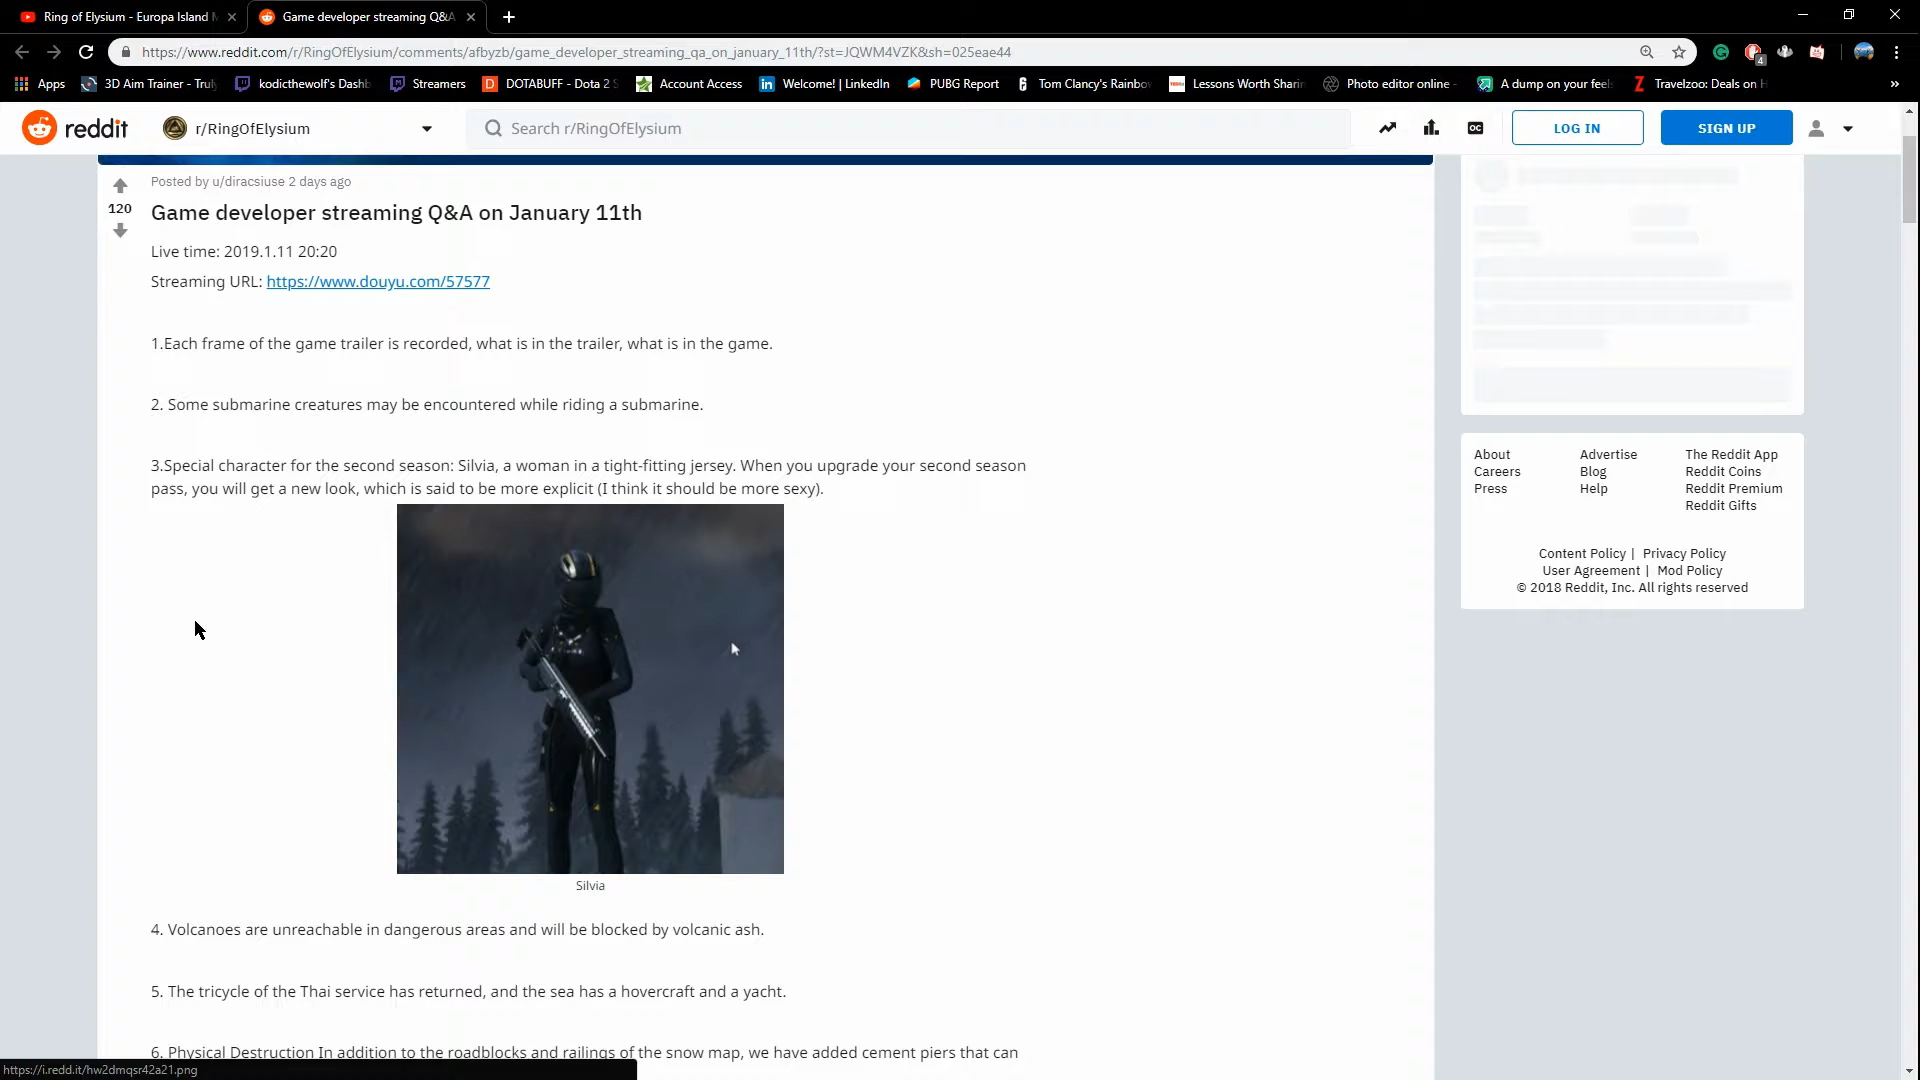 Ring of Elysium - Europa Island
Game developer streaming Q&A
https://www.reddit.com/r/RingOfElysium/comments/afbyzb/game_developer_streaming_qa_on_january_11th/?st=JQWM4VZK&sh=025eae44
4
Apps
3D Aim Trainer - Truly
kodicthewolf's Dashb
Streamers
DOTABUFF - Dota 2 S
Account Access
Welcome! | LinkedIn
PUBG Report
Tom Clancy's Rainbo
Lessons Worth Sharin
Photo editor online -
A dump on your feels
Travelzoo: Deals on H
»
reddit
r/RingOfElysium
Search r/RingOfElysium
OC
LOG IN
SIGN UP
Posted by u/diracsiuse 2 days ago
120
Game developer streaming Q&A on January 11th
Live time: 2019.1.11 20:20
Streaming URL: https://www.douyu.com/57577
1.Each frame of the game trailer is recorded, what is in the trailer, what is in the game.
2. Some submarine creatures may be encountered while riding a submarine.
3.Special character for the second season: Silvia, a woman in a tight-fitting jersey. When you upgrade your second season
pass, you will get a new look, which is said to be more explicit (I think it should be more sexy).
Silvia
4. Volcanoes are unreachable in dangerous areas and will be blocked by volcanic ash.
5. The tricycle of the Thai service has returned, and the sea has a hovercraft and a yacht.
6. Physical Destruction In addition to the roadblocks and railings of the snow map, we have added cement piers that can
About
Careers
Press
Advertise
Blog
Help
The Reddit App
Reddit Coins
Reddit Premium
Reddit Gifts
Content Policy | Privacy Policy
User Agreement | Mod Policy
© 2018 Reddit, Inc. All rights reserved
https://i.redd.it/hw2dmqsr42a21.png